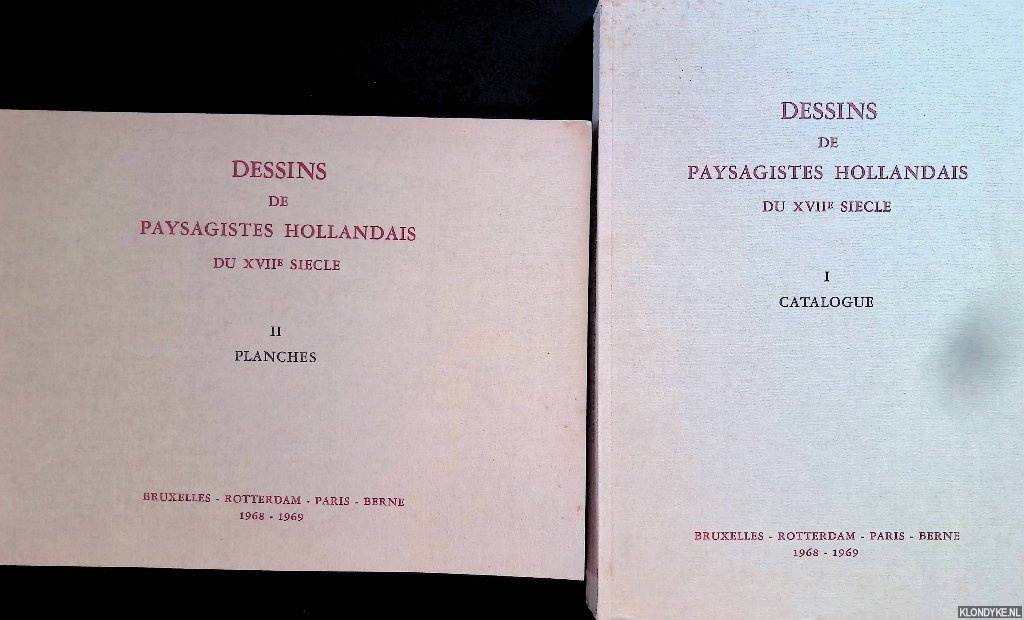 DESSINS
DE
PAYSAGISTES HOLLANDAIS
DU XVIIᴱ SIECLE
II
PLANCHES
BRUXELLES - ROTTERDAM - PARIS - BERNE
1968 - 1969
DESSINS
DE
PAYSAGISTES HOLLANDAIS
DU XVIIᴱ SIECLE
I
CATALOGUE
BRUXELLES - ROTTERDAM - PARIS - BERNE
1968 - 1969
KLONDYKE.NL